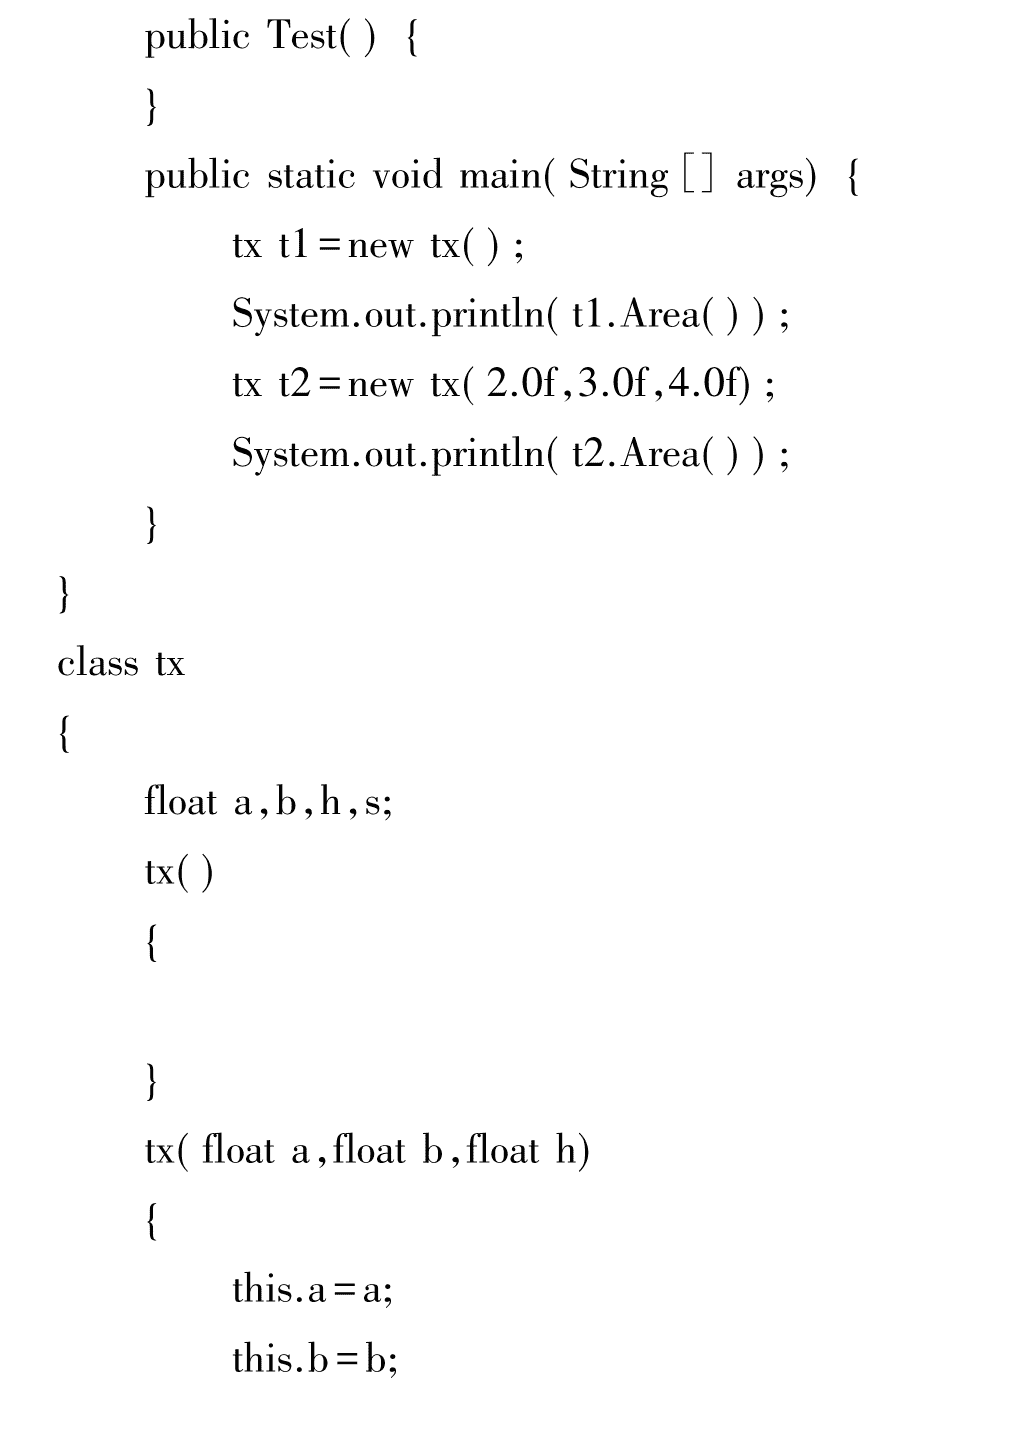 public Test( ) {
}
public static void main( String [ ] args) {
tx t1=new tx( ) ;
System.out.println( t1.Area( ) ) ;
tx t2=new tx( 2.0f,3.0f,4.0f) ;
System.out.println( t2.Area( ) ) ;
}
}
class tx
{
float a,b,h,s;
tx( )
{
}
tx( float a,float b,float h)
{
this.a=a;
this.b=b;